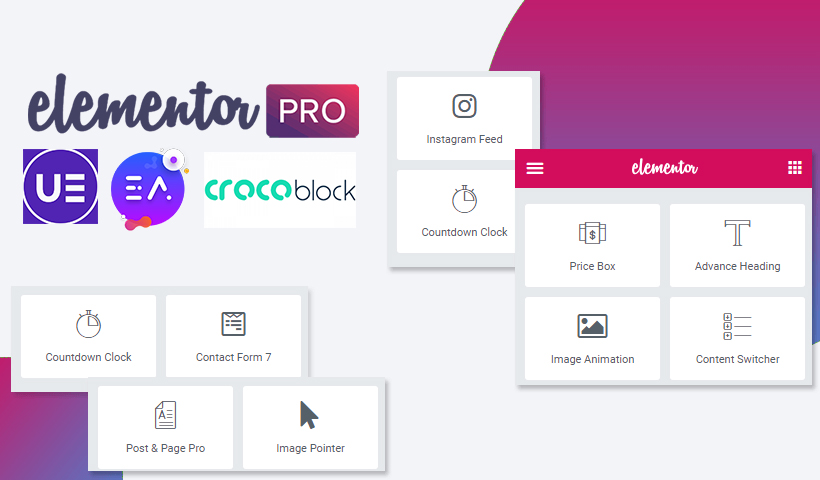 elementor PRO
UE
EA
crocoblock
Instagram Feed
Countdown Clock
elementor
Price Box
Advance Heading
Image Animation
Content Switcher
Countdown Clock
Contact Form 7
Post & Page Pro
Image Pointer